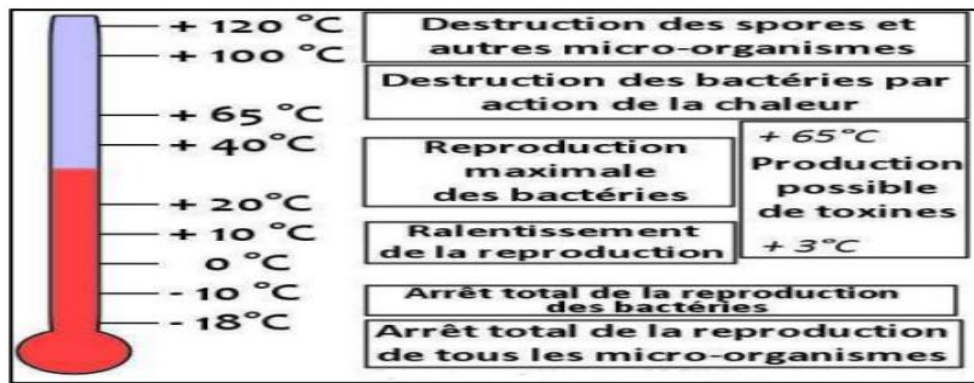 + 120 °C
+ 100 °C
+ 65 °C
+ 40°C
+ 20°C
+ 10 °C
0 °C
- 10 °C
- 18°C
Destruction des spores et
autres micro-organismes
Destruction des bactéries par
action de la chaleur
Reproduction
maximale
des bactéries
+ 65°C
Production
possible
de toxines
+ 3°C
Ralentissement
de la reproduction
Arrêt total de la reproduction
des bactéries
Arrêt total de la reproduction
de tous les micro-organismes